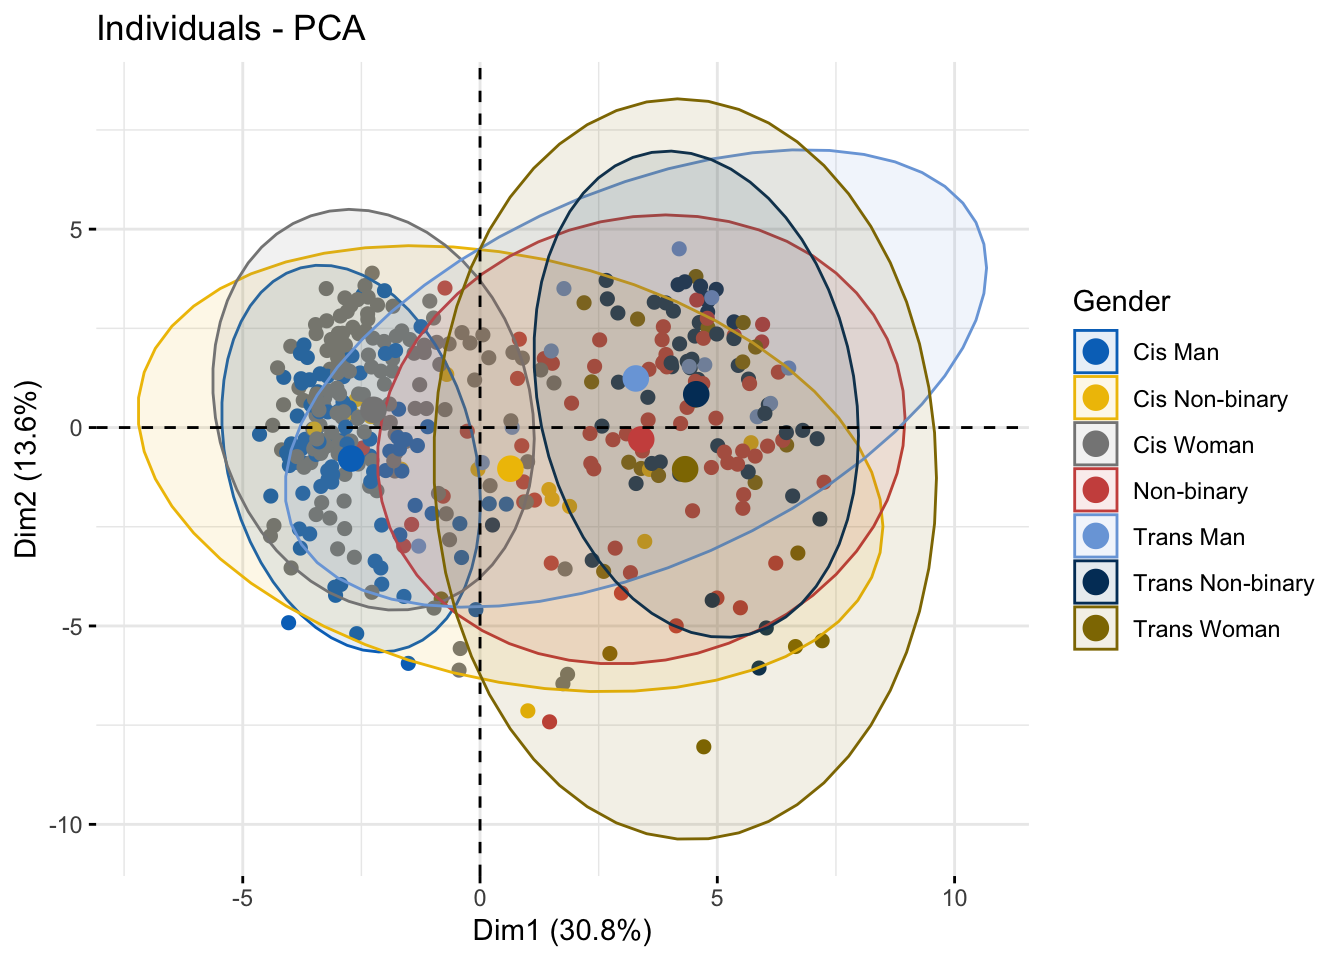 Individuals - PCA
5
0
-5
-10
-5
0
5
10
Dim1 (30.8%)
Dim2 (13.6%)
Gender
Cis Man
Cis Non-binary
Cis Woman
Non-binary
Trans Man
Trans Non-binary
Trans Woman